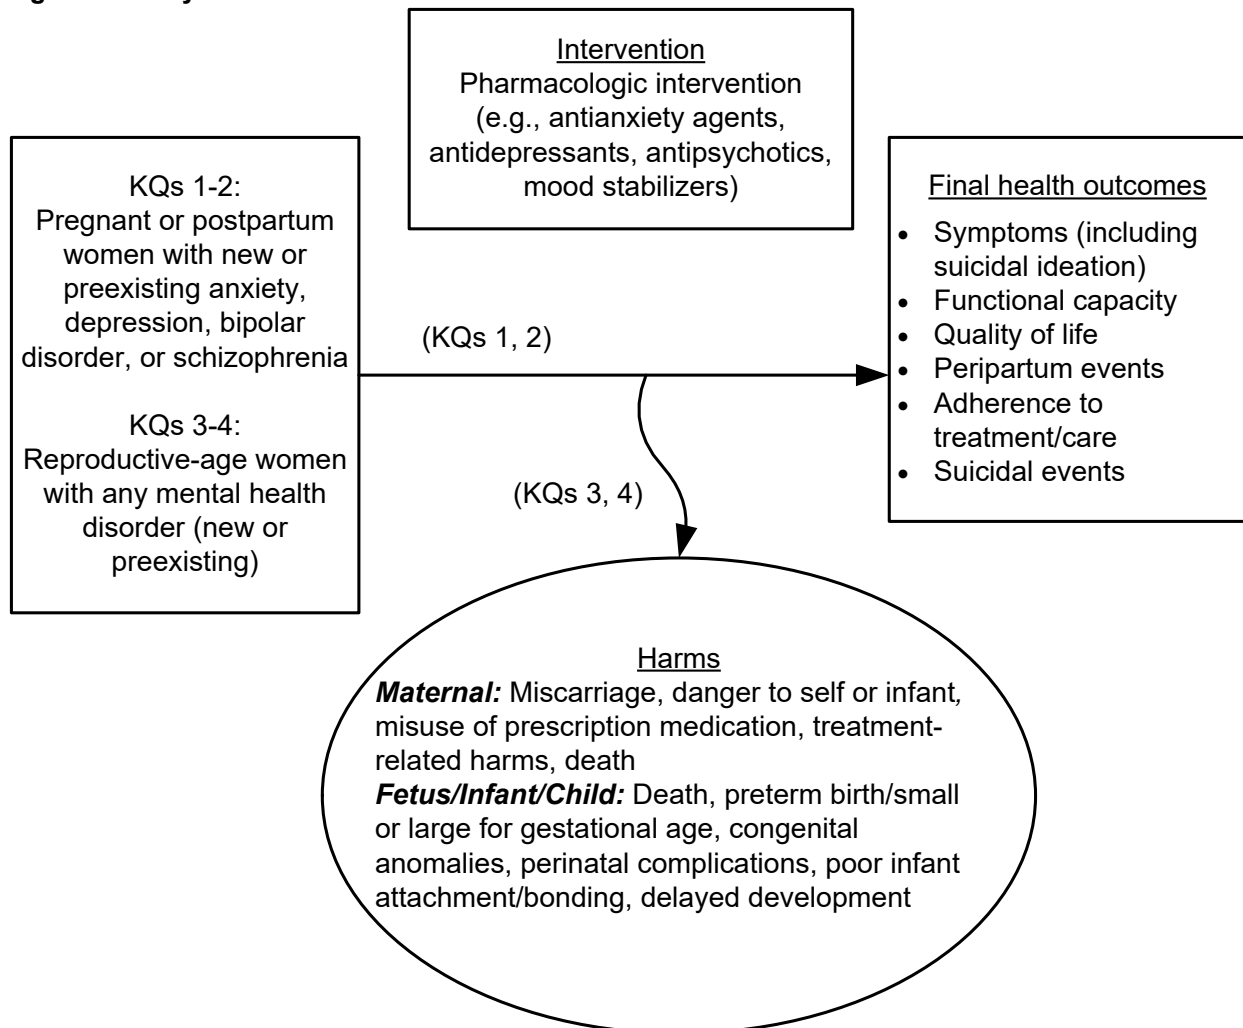 Intervention
Pharmacologic intervention
(e.g., antianxiety agents,
antidepressants, antipsychotics,
mood stabilizers)
KQs 1-2:
Pregnant or postpartum
women with new or
preexisting anxiety,
depression, bipolar
disorder, or schizophrenia
KQs 3-4:
Reproductive-age women
with any mental health
disorder (new or
preexisting)
(KQs 1, 2)
(KQs 3, 4)
Final health outcomes
• Symptoms (including
suicidal ideation)
• Functional capacity
• Quality of life
• Peripartum events
• Adherence to
treatment/care
• Suicidal events
Harms
Maternal: Miscarriage, danger to self or infant,
misuse of prescription medication, treatment-
related harms, death
Fetus/Infant/Child: Death, preterm birth/small
or large for gestational age, congenital
anomalies, perinatal complications, poor infant
attachment/bonding, delayed development